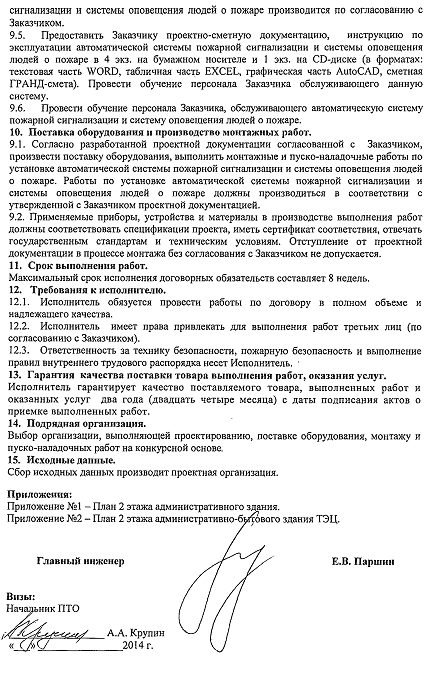 сигнализации и системы оповещения людей о пожаре производится по согласованию с
Заказчиком.
9.5. Предоставить Заказчику проектно-сметную документацию, инструкцию по
эксплуатации автоматической системы пожарной сигнализации и системы оповещения
людей о пожаре в 4 экз. на бумажном носителе и 1 экз. на CD-диске (в форматах:
текстовая часть WORD, табличная часть EXCEL, графическая часть AutoCAD, сметная
ГРАНД-смета). Провести обучение персонала Заказчика обслуживающего данную
систему.
9.6. Провести обучение персонала Заказчика, обслуживающего автоматическую систему
пожарной сигнализации и систему оповещения людей о пожаре.
10. Поставка оборудования и производство монтажных работ.
9.1. Согласно разработанной проектной документации согласованной с Заказчиком,
произвести поставку оборудования, выполнить монтажные и пуско-наладочные работы по
установке автоматической системы пожарной сигнализации и системы оповещения людей
о пожаре. Работы по установке автоматической системы пожарной сигнализации и
системы оповещения людей о пожаре должны производиться в соответствии с
утвержденной с Заказчиком проектной документацией.
9.2. Применяемые приборы, устройства и материалы в производстве выполнения работ
должны соответствовать спецификации проекта, иметь сертификат соответствия, отвечать
государственным стандартам и техническим условиям. Отступление от проектной
документации в процессе монтажа без согласования с Заказчиком не допускается.
11. Срок выполнения работ.
Максимальный срок исполнения договорных обязательств составляет 8 недель.
12. Требования к исполнителю.
12.1. Исполнитель обязуется провести работы по договору в полном объеме и
надлежащего качества.
12.2. Исполнитель имеет права привлекать для выполнения работ третьих лиц (по
согласованию с Заказчиком).
12.3. Ответственность за технику безопасности, пожарную безопасность и выполнение
правил внутреннего трудового распорядка несет Исполнитель.
13. Гарантия качества поставки товара выполнения работ, оказания услуг.
Исполнитель гарантирует качество поставляемого товара, выполненных работ и
оказанных услуг два года (двадцать четыре месяца) с даты подписания актов о
приемке выполненных работ.
14. Подрядная организация.
Выбор организации, выполняющей проектированию, поставке оборудования, монтажу и
пуско-наладочных работ на конкурсной основе.
15. Исходные данные.
Сбор исходных данных производит проектная организация.
Приложения:
Приложение №1 – План 2 этажа административного здания.
Приложение №2 – План 2 этажа административно-бытового здания ТЭЦ.
Главный инженер Е.В. Паршин
Визы:
Начальник ПТО
А.А. Крупин
«__»__________2014 г.